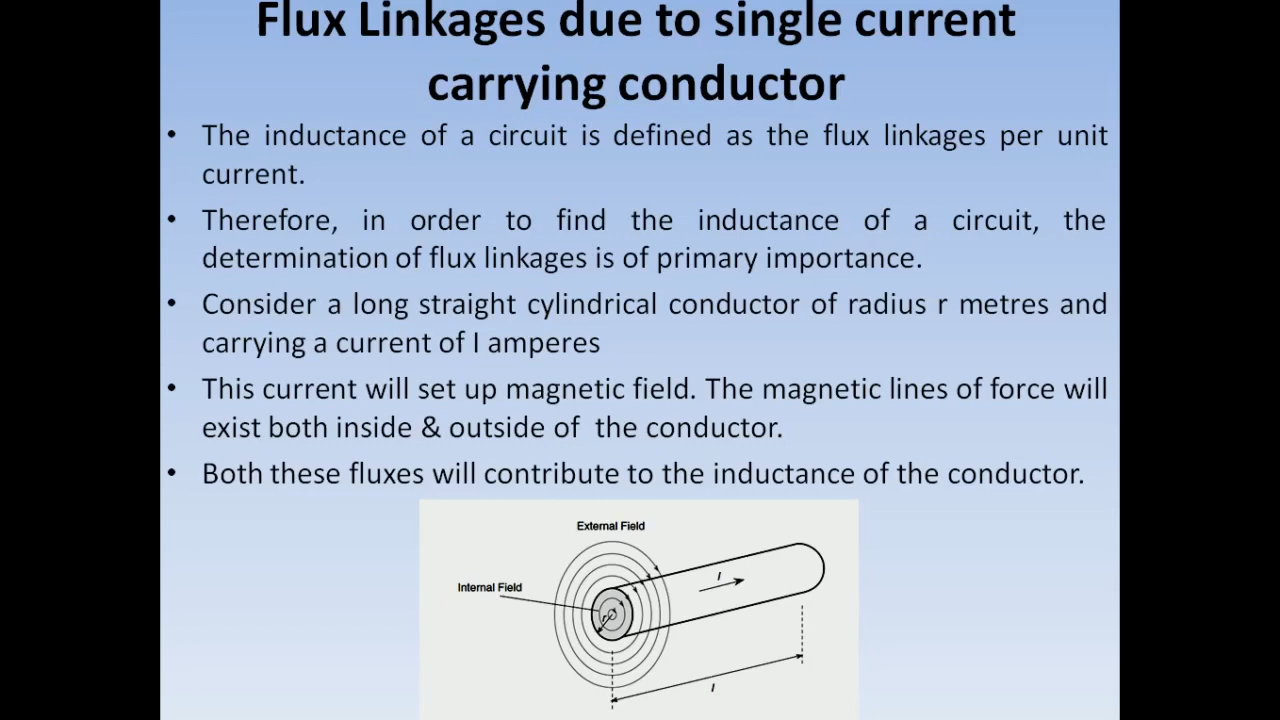 Flux Linkages due to single current
carrying conductor
• The inductance of a circuit is defined as the flux linkages per unit
current.
• Therefore, in order to find the inductance of a circuit, the
determination of flux linkages is of primary importance.
• Consider a long straight cylindrical conductor of radius r metres and
carrying a current of I amperes
• This current will set up magnetic field. The magnetic lines of force will
exist both inside & outside of the conductor.
• Both these fluxes will contribute to the inductance of the conductor.
External Field
I
Internal Field
r
l